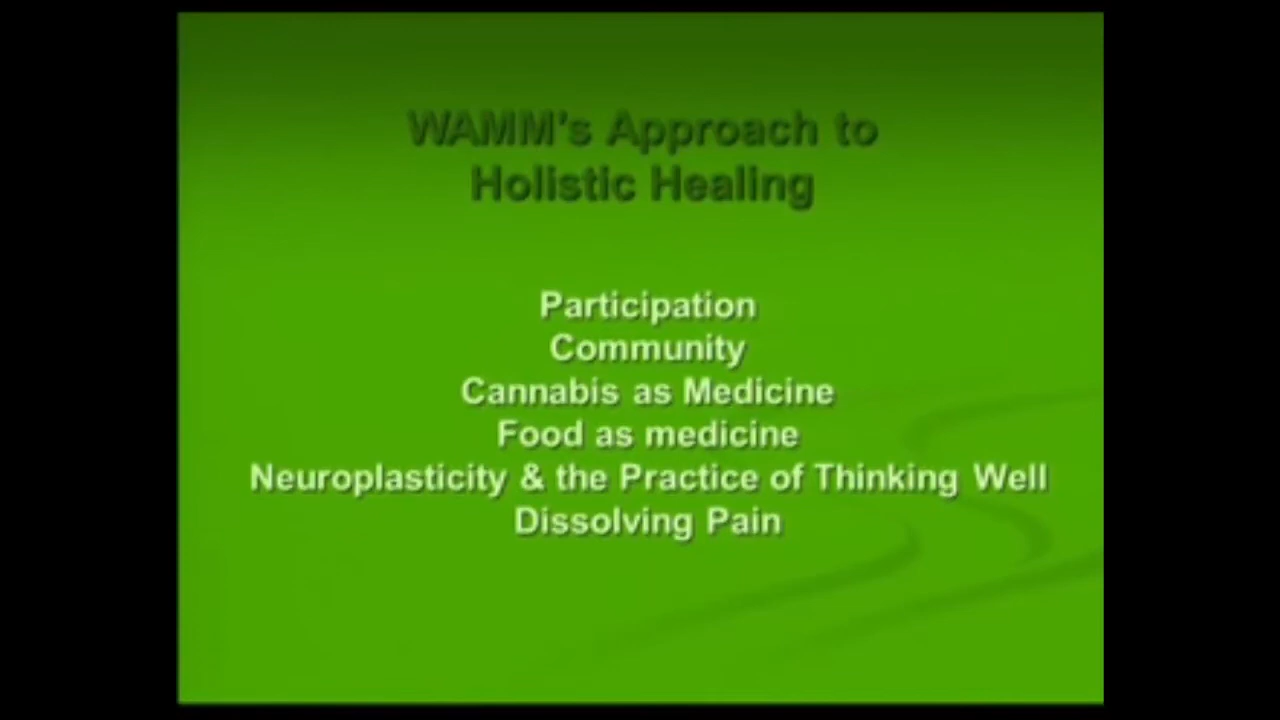 WAMM's Approach to
Holistic Healing
Participation
Community
Cannabis as Medicine
Food as medicine
Neuroplasticity & the Practice of Thinking Well
Dissolving Pain